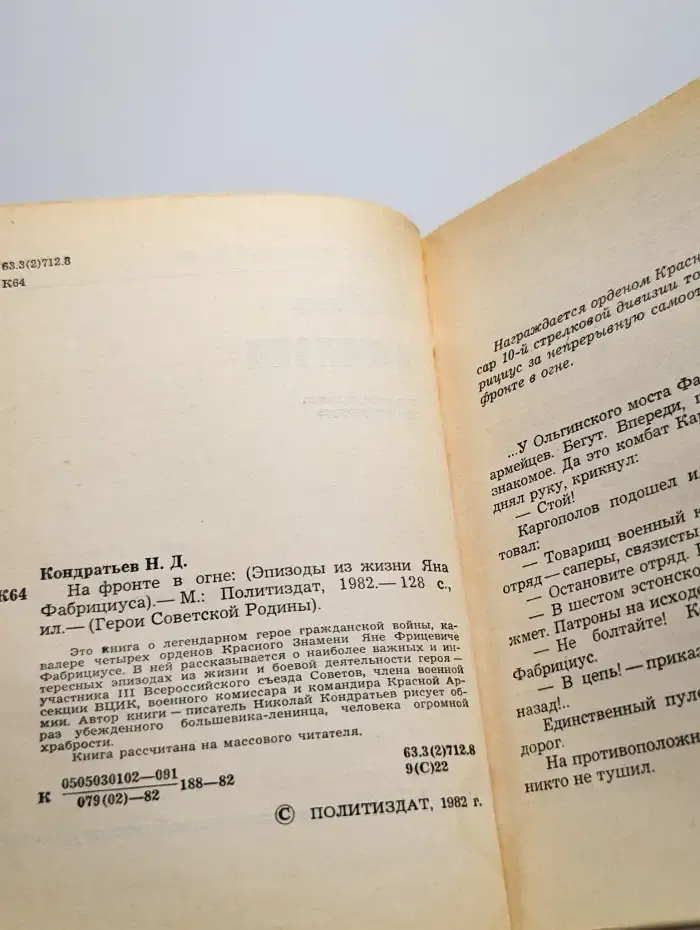 63.3(2)712.8
К64
Кондратьев Н. Д.
К64 На фронте в огне: (Эпизоды из жизни Яна
Фабрициуса).— М.: Политиздат, 1982.— 128 с.,
ил.— (Герои Советской Родины).
Это книга о легендарном герое гражданской войны, ка-
валере четырех орденов Красного Знамени Яне Фрицевиче
Фабрициусе. В ней рассказывается о наиболее важных и ин-
тересных эпизодах из жизни и боевой деятельности героя —
участника III Всероссийского съезда Советов, члена военной
секции ВЦИК, военного комиссара и командира Красной Ар-
мии. Автор книги — писатель Николай Кондратьев рисует об-
раз убежденного большевика-ленинца, человека огромной
храбрости.
Книга рассчитана на массового читателя.
К 0505030102—091
079(02)—82
188—82
63.3(2)712.8
9(С)22
© ПОЛИТИЗДАТ, 1982 г.
Награждается орденом Красн
сар 10-й стрелковой дивизии то
рициус за непрерывную самоот
фронте в огне.
...У Ольгинского моста Фа
армейцев. Бегут. Впереди,
знакомое. Да это комбат Кар
днял руку, крикнул:
— Стой!
Каргополов подошел и
товал:
— Товарищ военный к
отряд — саперы, связисты
— Остановите отряд.
— В шестом эстонско
жмет. Патроны на исходе
— Не болтайте! К
Фабрициус.
— В цепь! — приказ
назад!..
Единственный пуле
дорог.
На противоположн
никто не тушил.